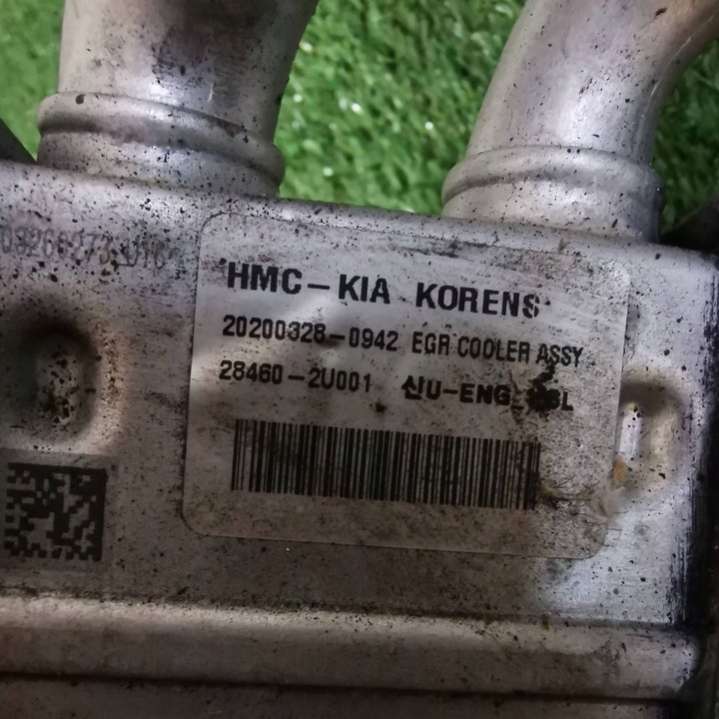 HMC-KIA KORENS
20200328-0942 EGR COOLER ASSY
28460-2U001 신U-ENG